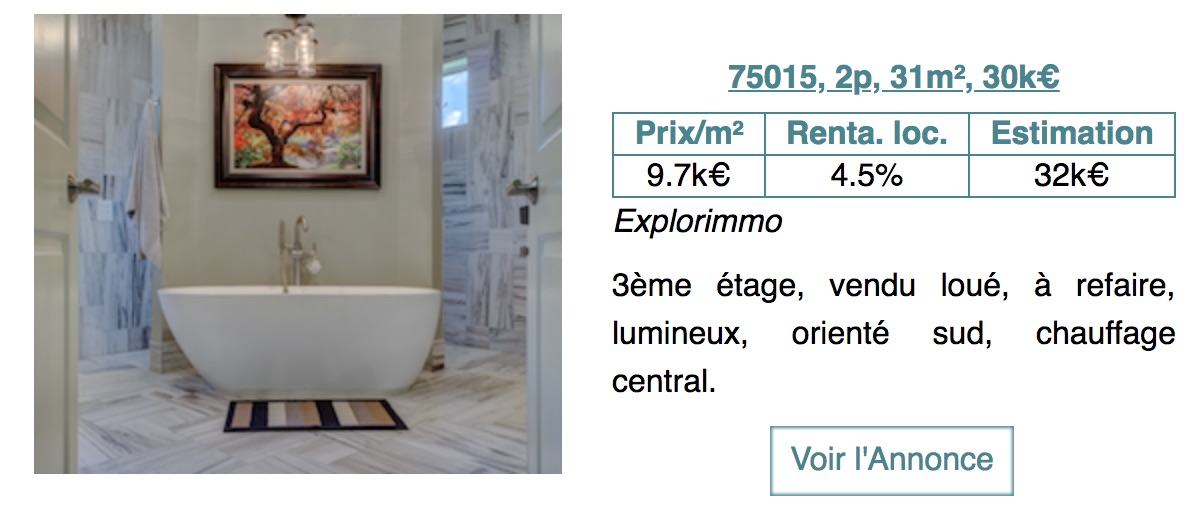 75015, 2p, 31m², 30k€
Prix/m² Renta. loc. Estimation
9.7k€ 4.5% 32k€
Explorimmo
3ème étage, vendu loué, à refaire,
lumineux, orienté sud, chauffage
central.
Voir l'Annonce